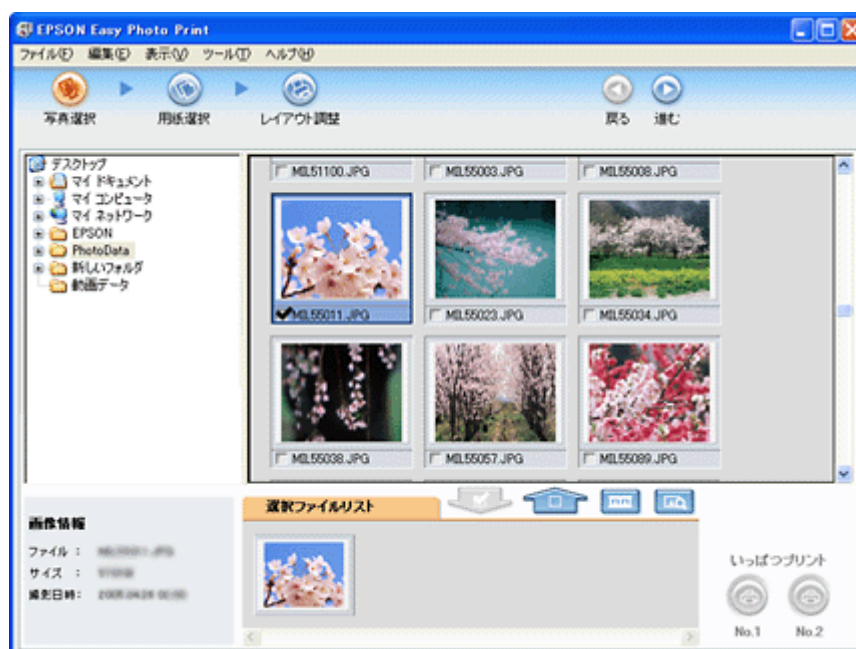 EPSON Easy Photo Print
ファイル(F) 編集(E) 表示(V) ツール(T) ヘルプ(H)
写真選択 用紙選択 レイアウト調整 戻る 進む
デスクトップ
マイ ドキュメント
マイ コンピュータ
マイ ネットワーク
EPSON
PhotoData
新しいフォルダ
動画データ
MIL51100.JPG MIL55003.JPG MIL55008.JPG
MIL55011.JPG MIL55023.JPG MIL55034.JPG
MIL55038.JPG MIL55057.JPG MIL55089.JPG
選択ファイルリスト
画像情報
ファイル :
サイズ :
撮影日時:
いっぱつプリント
No.1 No.2